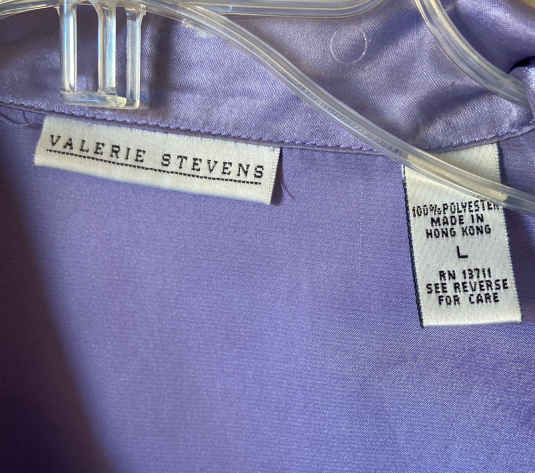 VALERIE STEVENS
100% POLYESTER
MADE IN
HONG KONG
L
RN 13711
SEE REVERSE
FOR CARE